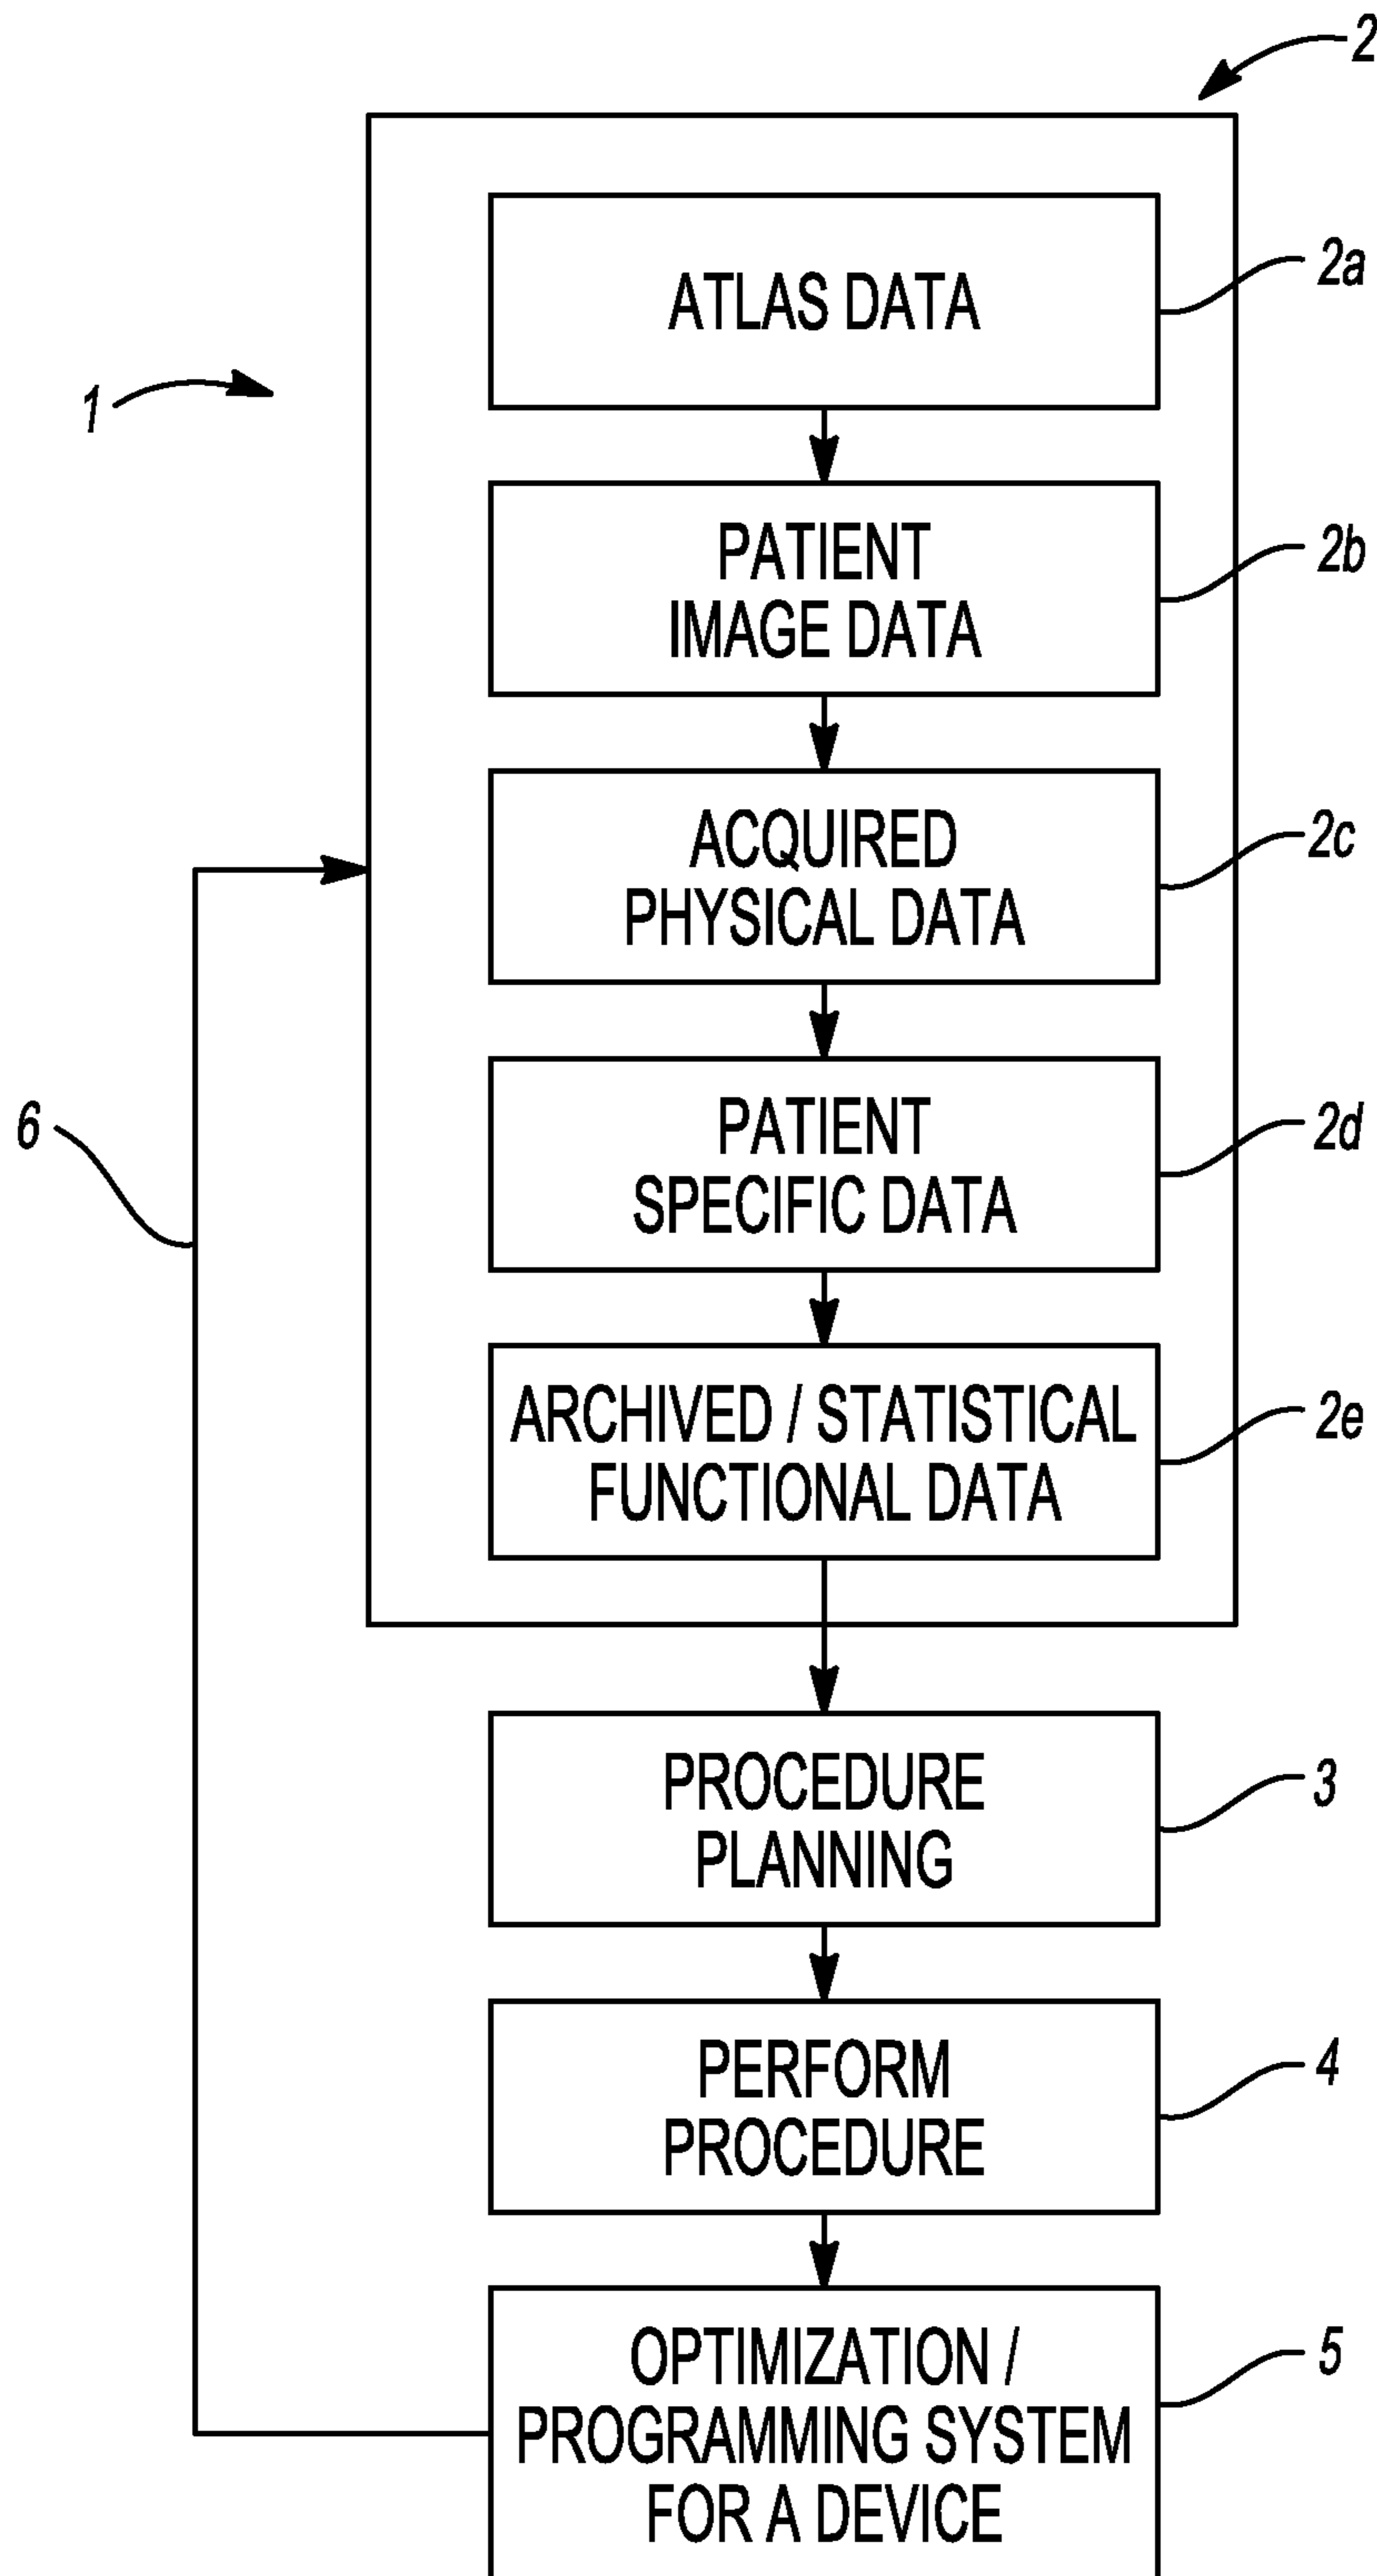 2
ATLAS DATA
2a
1
PATIENT
IMAGE DATA
2b
ACQUIRED
PHYSICAL DATA
2c
PATIENT
SPECIFIC DATA
2d
6
ARCHIVED / STATISTICAL
FUNCTIONAL DATA
2e
PROCEDURE
PLANNING
3
PERFORM
PROCEDURE
4
OPTIMIZATION /
PROGRAMMING SYSTEM
FOR A DEVICE
5